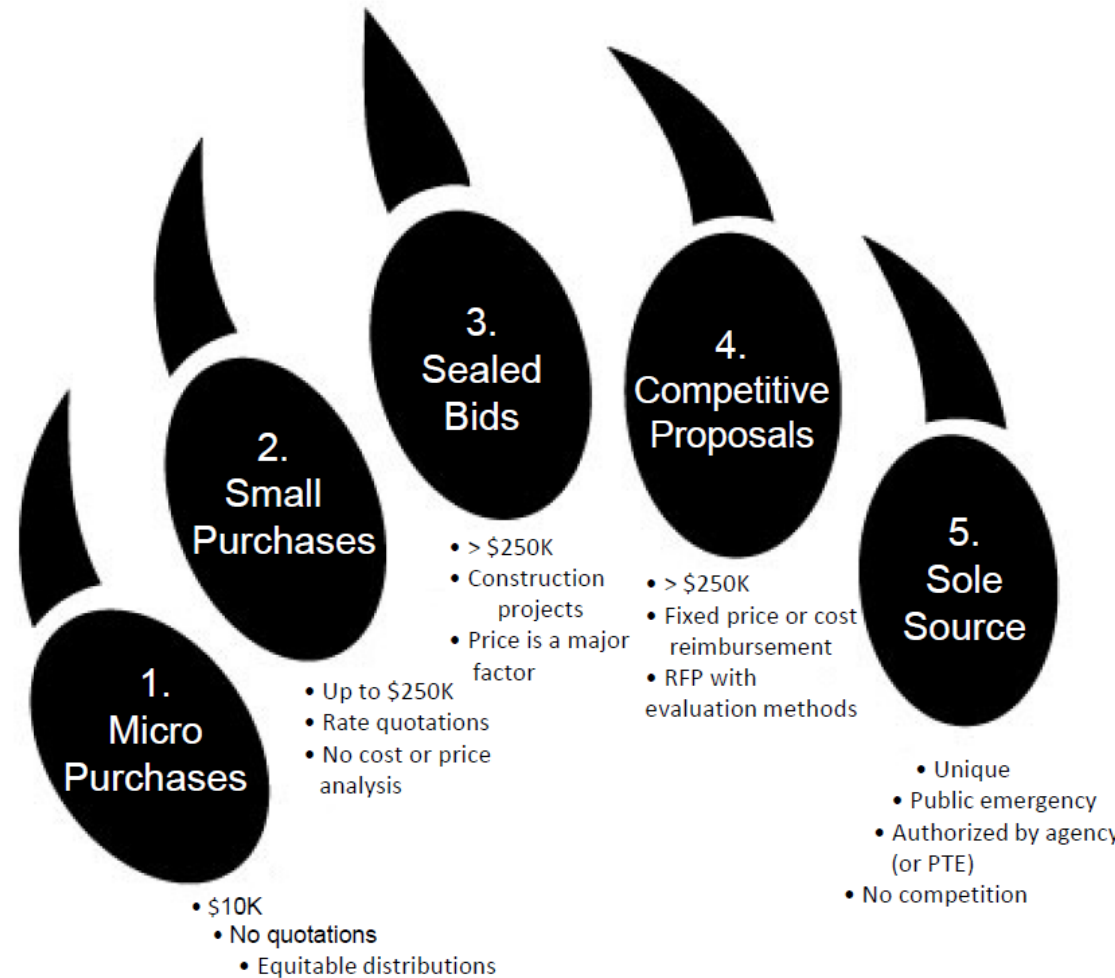 1.
Micro
Purchases
• $10K
• No quotations
• Equitable distributions
2.
Small
Purchases
• Up to $250K
• Rate quotations
• No cost or price
analysis
3.
Sealed
Bids
• > $250K
• Construction
projects
• Price is a major
factor
4.
Competitive
Proposals
• > $250K
• Fixed price or cost
reimbursement
• RFP with
evaluation methods
5.
Sole
Source
• Unique
• Public emergency
• Authorized by agency
(or PTE)
• No competition